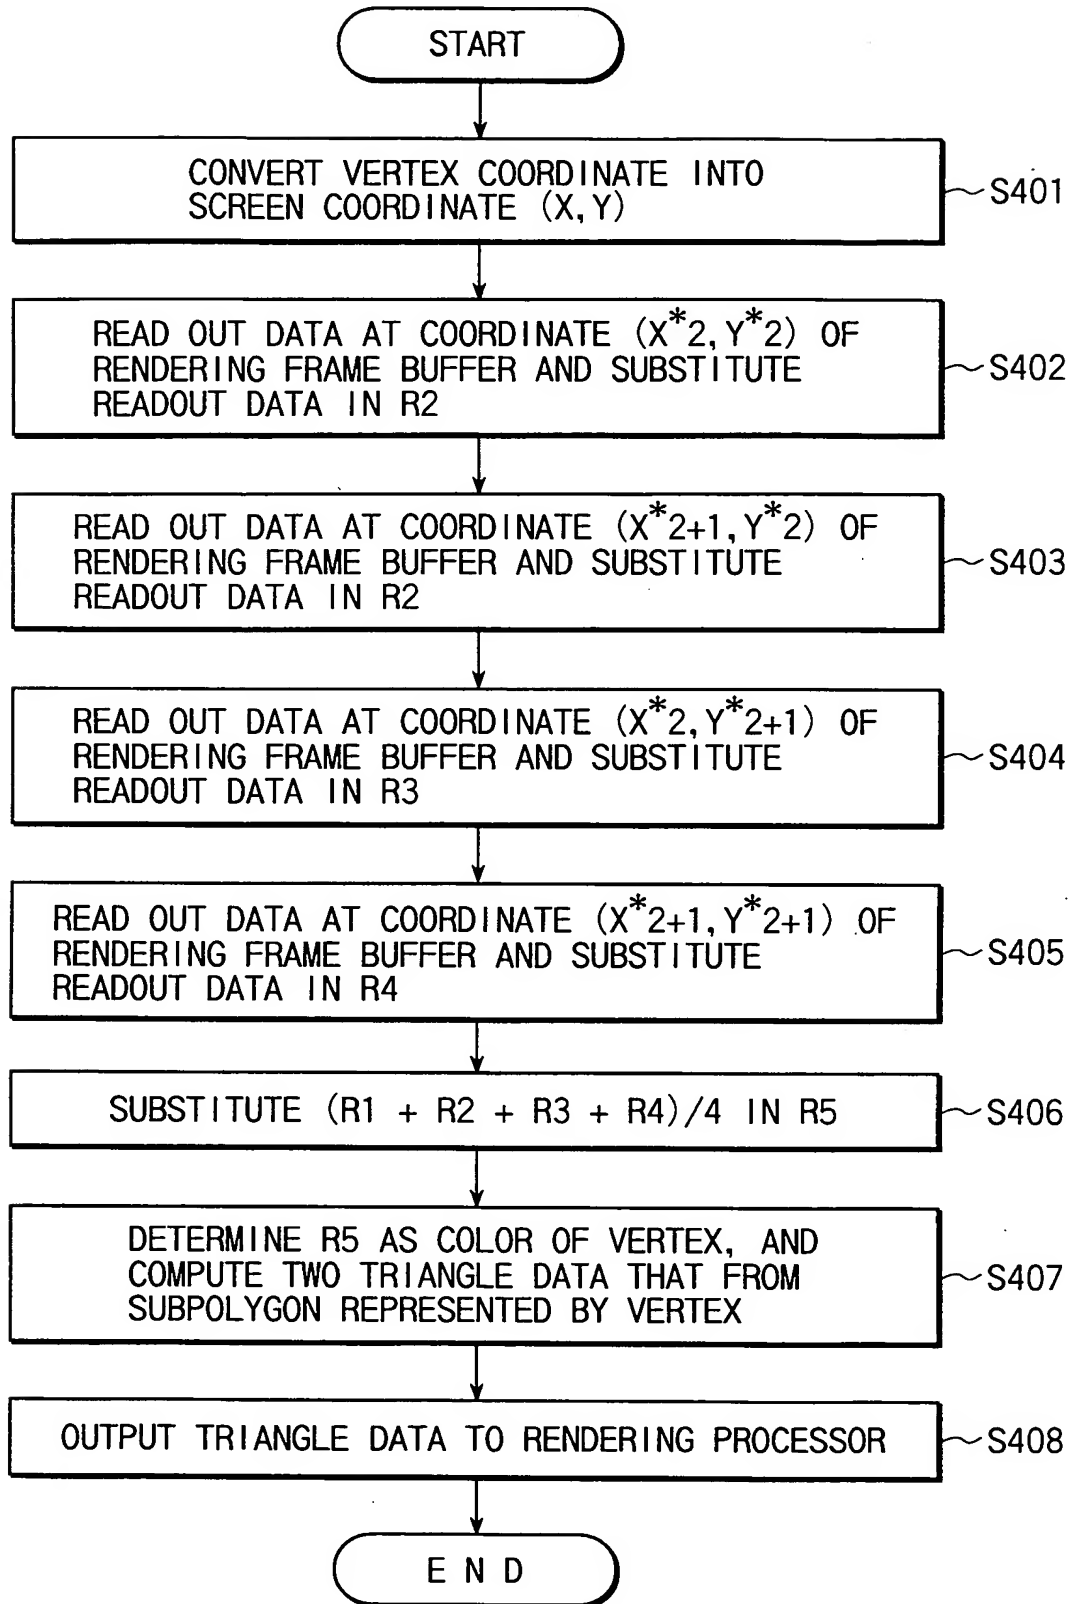 START
CONVERT VERTEX COORDINATE INTO
SCREEN COORDINATE (X,Y)
S401
READ OUT DATA AT COORDINATE (X*2,Y*2) OF
RENDERING FRAME BUFFER AND SUBSTITUTE
READOUT DATA IN R2
S402
READ OUT DATA AT COORDINATE (X*2+1,Y*2) OF
RENDERING FRAME BUFFER AND SUBSTITUTE
READOUT DATA IN R2
S403
READ OUT DATA AT COORDINATE (X*2,Y*2+1) OF
RENDERING FRAME BUFFER AND SUBSTITUTE
READOUT DATA IN R3
S404
READ OUT DATA AT COORDINATE (X*2+1,Y*2+1) OF
RENDERING FRAME BUFFER AND SUBSTITUTE
READOUT DATA IN R4
S405
SUBSTITUTE (R1 + R2 + R3 + R4)/4 IN R5
S406
DETERMINE R5 AS COLOR OF VERTEX, AND
COMPUTE TWO TRIANGLE DATA THAT FROM
SUBPOLYGON REPRESENTED BY VERTEX
S407
OUTPUT TRIANGLE DATA TO RENDERING PROCESSOR
S408
END